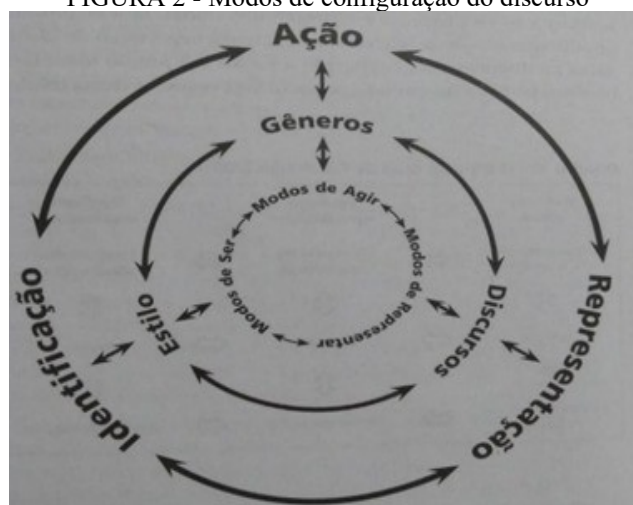 FIGURA 2 - Modos de configuração do discurso
Ação
Gêneros
Modos de Agir
Modos de Ser
Modos de Representar
Estilo
Discursos
Identificação
Representação